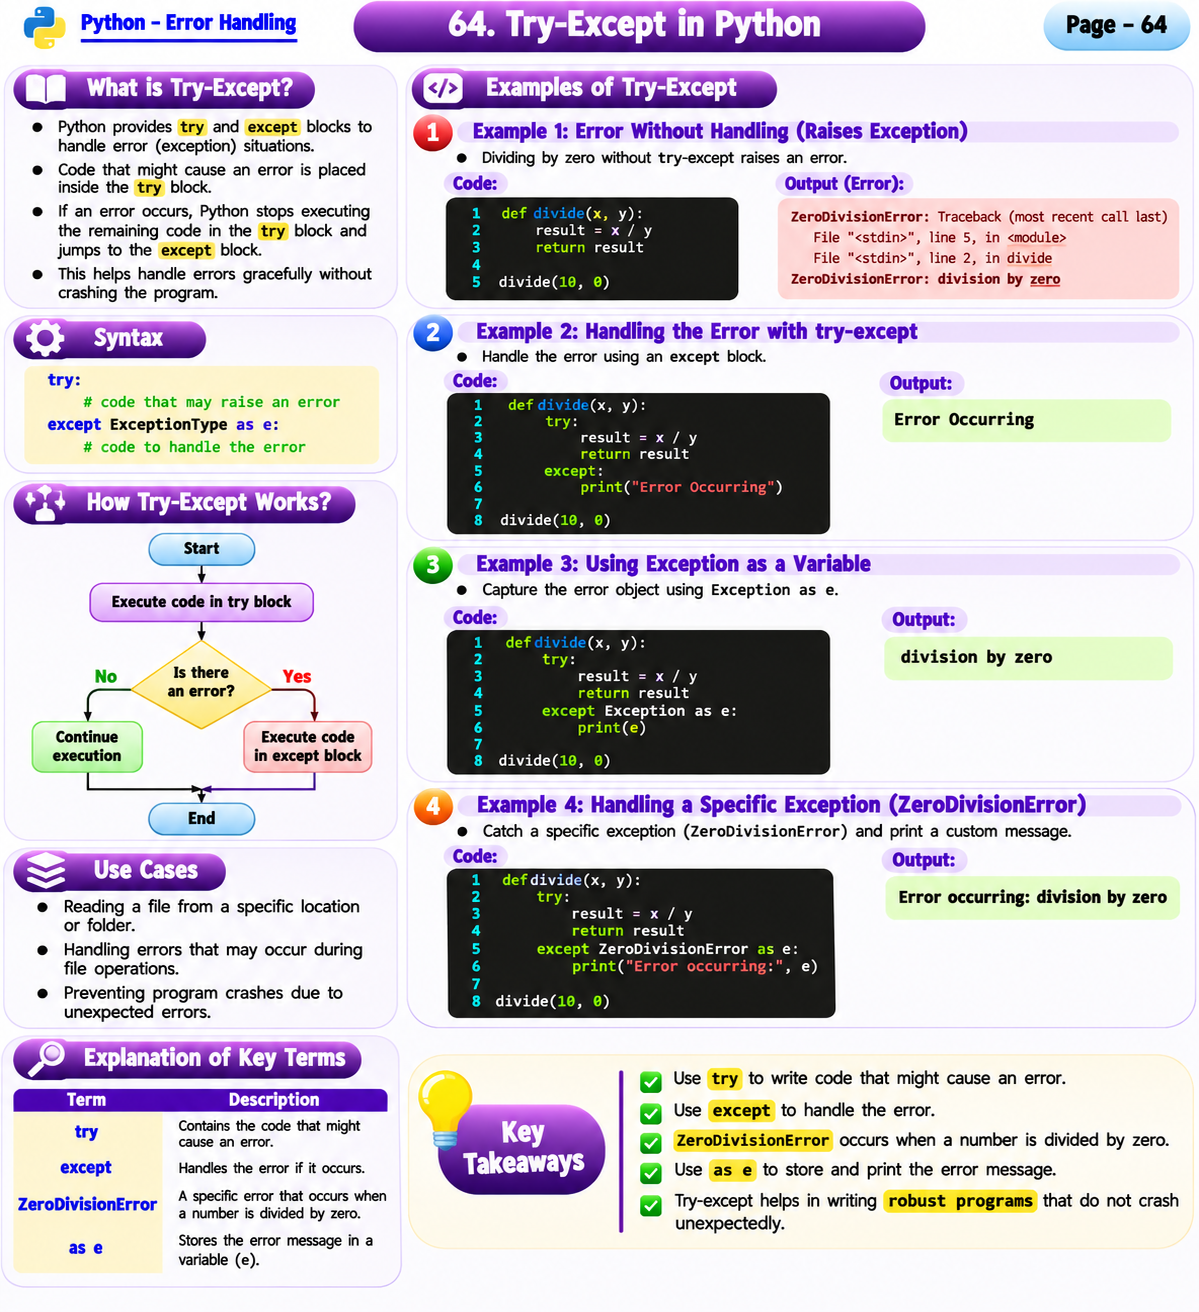 Python - Error Handling
64. Try-Except in Python
Page - 64
What is Try-Except?
● Python provides try and except blocks to
handle error (exception) situations.
● Code that might cause an error is placed
inside the try block.
● If an error occurs, Python stops executing
the remaining code in the try block and
jumps to the except block.
● This helps handle errors gracefully without
crashing the program.
Syntax
try:
    # code that may raise an error
except ExceptionType as e:
    # code to handle the error
How Try-Except Works?
Start
Execute code in try block
Is there
an error?
No
Yes
Continue
execution
Execute code
in except block
End
Use Cases
● Reading a file from a specific location
or folder.
● Handling errors that may occur during
file operations.
● Preventing program crashes due to
unexpected errors.
Explanation of Key Terms
Term Description
try Contains the code that might
cause an error.
except Handles the error if it occurs.
ZeroDivisionError A specific error that occurs when
a number is divided by zero.
as e Stores the error message in a
variable (e).
</> Examples of Try-Except
1 Example 1: Error Without Handling (Raises Exception)
● Dividing by zero without try-except raises an error.
Code:
1 def divide(x, y):
2     result = x / y
3     return result
4
5 divide(10, 0)
Output (Error):
ZeroDivisionError: Traceback (most recent call last)
File "<stdin>", line 5, in <module>
File "<stdin>", line 2, in divide
ZeroDivisionError: division by zero
2 Example 2: Handling the Error with try-except
● Handle the error using an except block.
Code:
1 def divide(x, y):
2     try:
3         result = x / y
4         return result
5     except:
6         print("Error Occurring")
7
8 divide(10, 0)
Output:
Error Occurring
3 Example 3: Using Exception as a Variable
● Capture the error object using Exception as e.
Code:
1 def divide(x, y):
2     try:
3         result = x / y
4         return result
5     except Exception as e:
6         print(e)
7
8 divide(10, 0)
Output:
division by zero
4 Example 4: Handling a Specific Exception (ZeroDivisionError)
● Catch a specific exception (ZeroDivisionError) and print a custom message.
Code:
1 def divide(x, y):
2     try:
3         result = x / y
4         return result
5     except ZeroDivisionError as e:
6         print("Error occurring:", e)
7
8 divide(10, 0)
Output:
Error occurring: division by zero
Key
Takeaways
Use try to write code that might cause an error.
Use except to handle the error.
ZeroDivisionError occurs when a number is divided by zero.
Use as e to store and print the error message.
Try-except helps in writing robust programs that do not crash
unexpectedly.